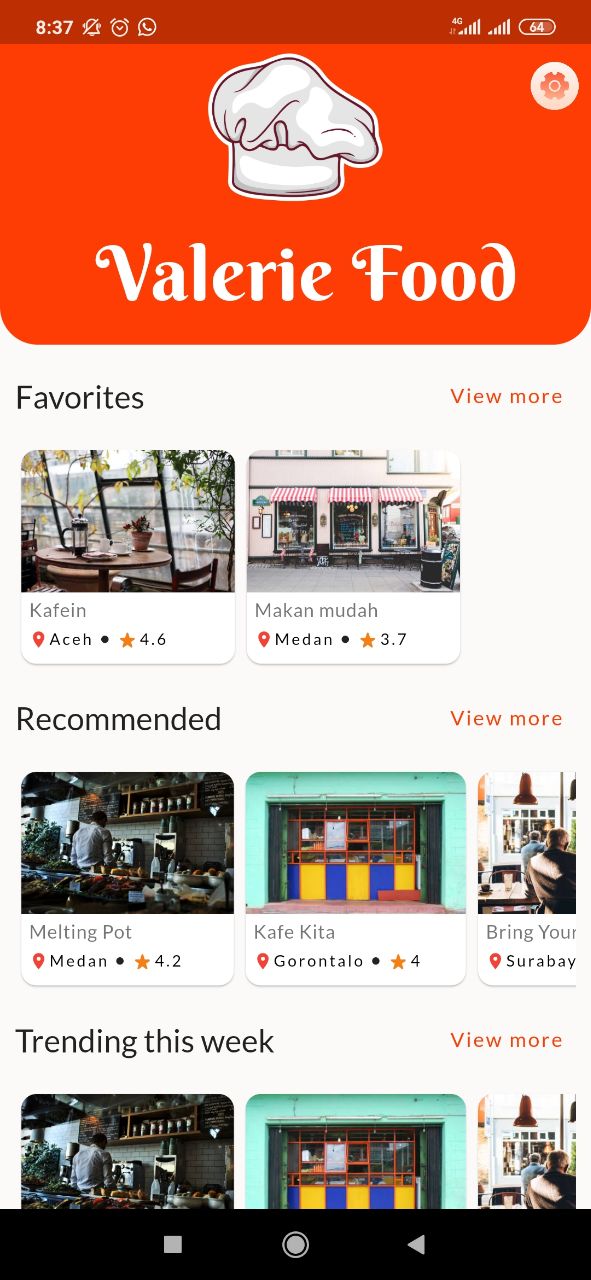 8:37
4G
64
Valerie Food
Favorites
View more
Kafein
Aceh • 4.6
Makan mudah
Medan • 3.7
Recommended
View more
Melting Pot
Medan • 4.2
Kafe Kita
Gorontalo • 4
Bring Your
Surabay
Trending this week
View more